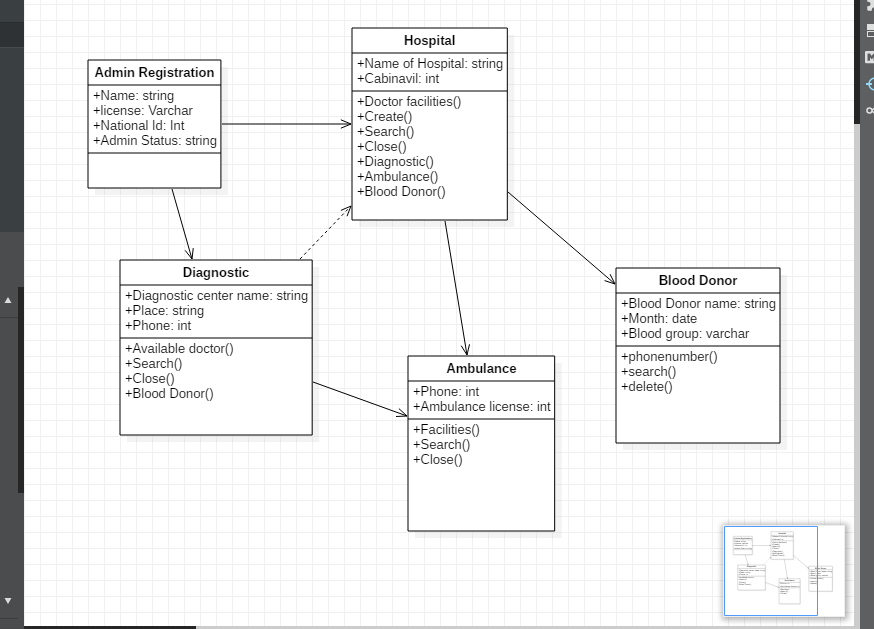 Hospital
+Name of Hospital: string
+Cabinavil: int
+Doctor facilities()
+Create()
+Search()
+Close()
+Diagnostic()
+Ambulance()
+Blood Donor()
Admin Registration
+Name: string
+license: Varchar
+National Id: Int
+Admin Status: string
Diagnostic
+Diagnostic center name: string
+Place: string
+Phone: int
+Available doctor()
+Search()
+Close()
+Blood Donor()
Blood Donor
+Blood Donor name: string
+Month: date
+Blood group: varchar
+phonenumber()
+search()
+delete()
Ambulance
+Phone: int
+Ambulance license: int
+Facilities()
+Search()
+Close()